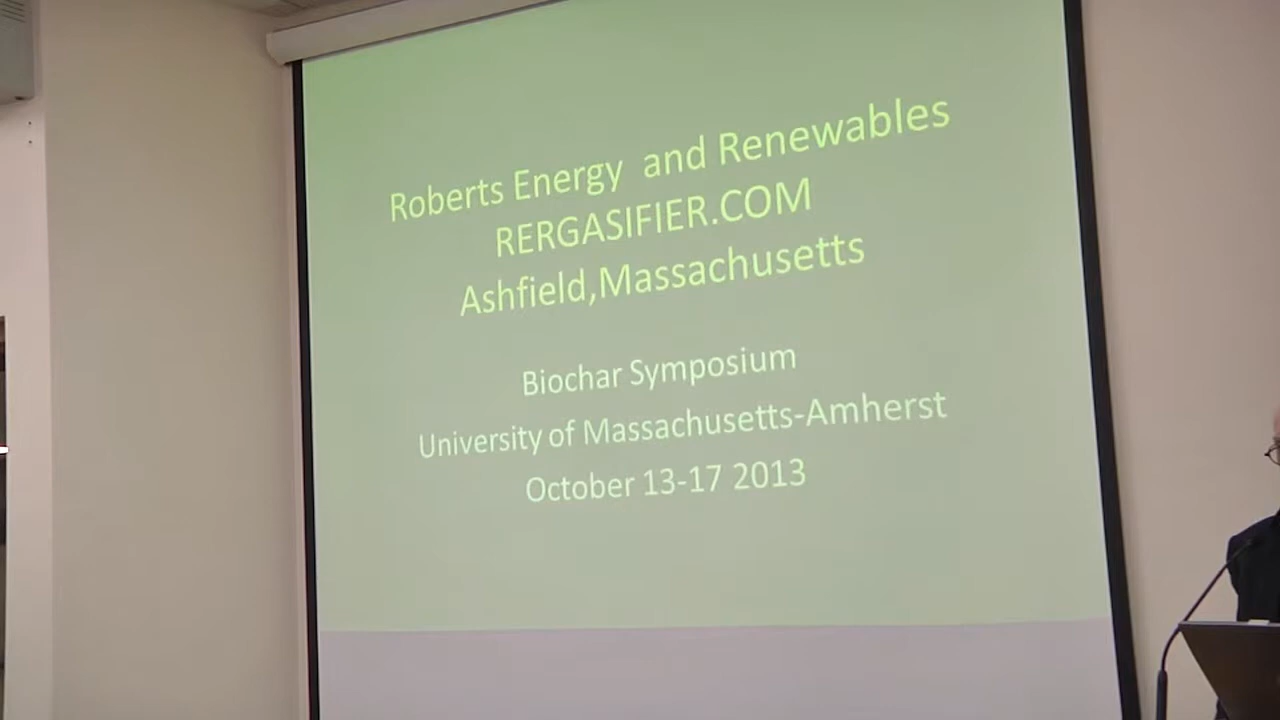 Roberts Energy and Renewables
RERGASIFIER.COM
Ashfield,Massachusetts
Biochar Symposium
University of Massachusetts-Amherst
October 13-17 2013